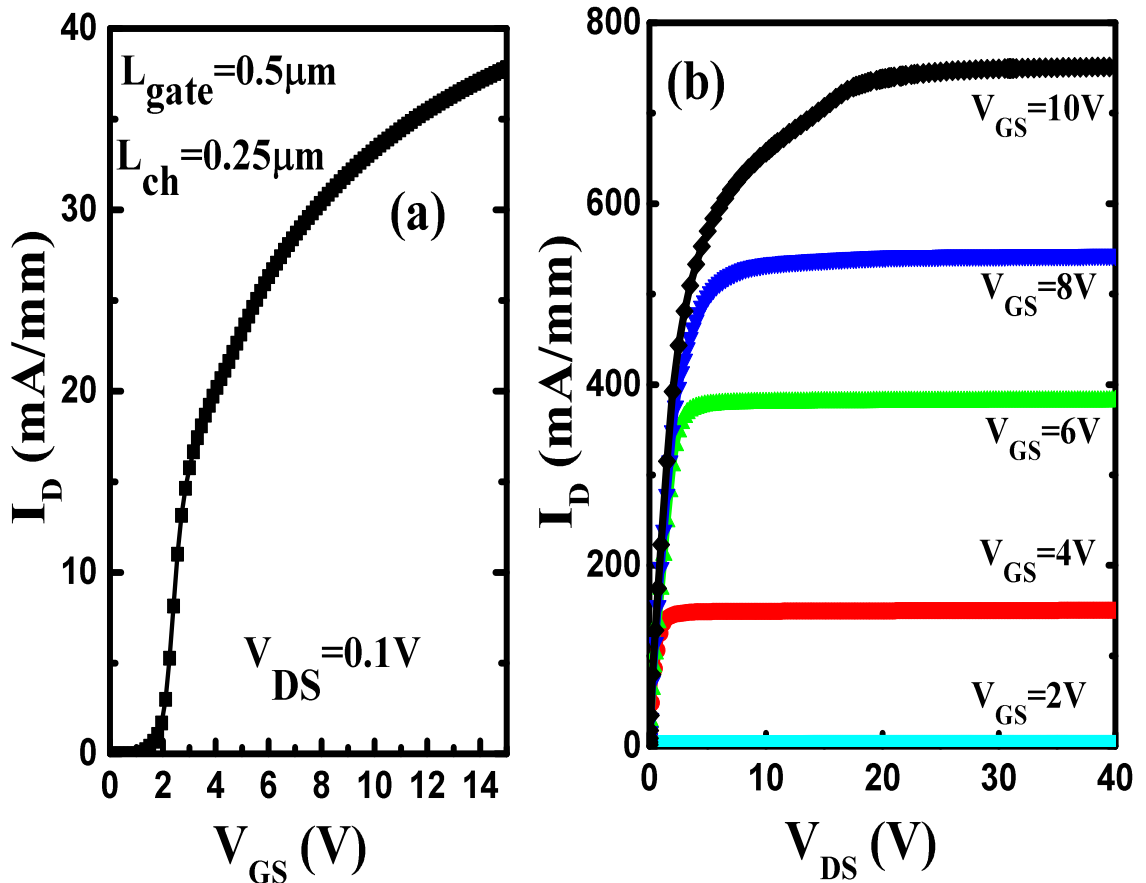 40
30
20
10
0
0 2 4 6 8 10 12 14
I_D (mA/mm)
V_GS (V)
L_gate=0.5μm
L_ch=0.25μm
(a)
V_DS=0.1V
800
600
400
200
0
0 10 20 30 40
I_D (mA/mm)
V_DS (V)
(b)
V_GS=10V
V_GS=8V
V_GS=6V
V_GS=4V
V_GS=2V